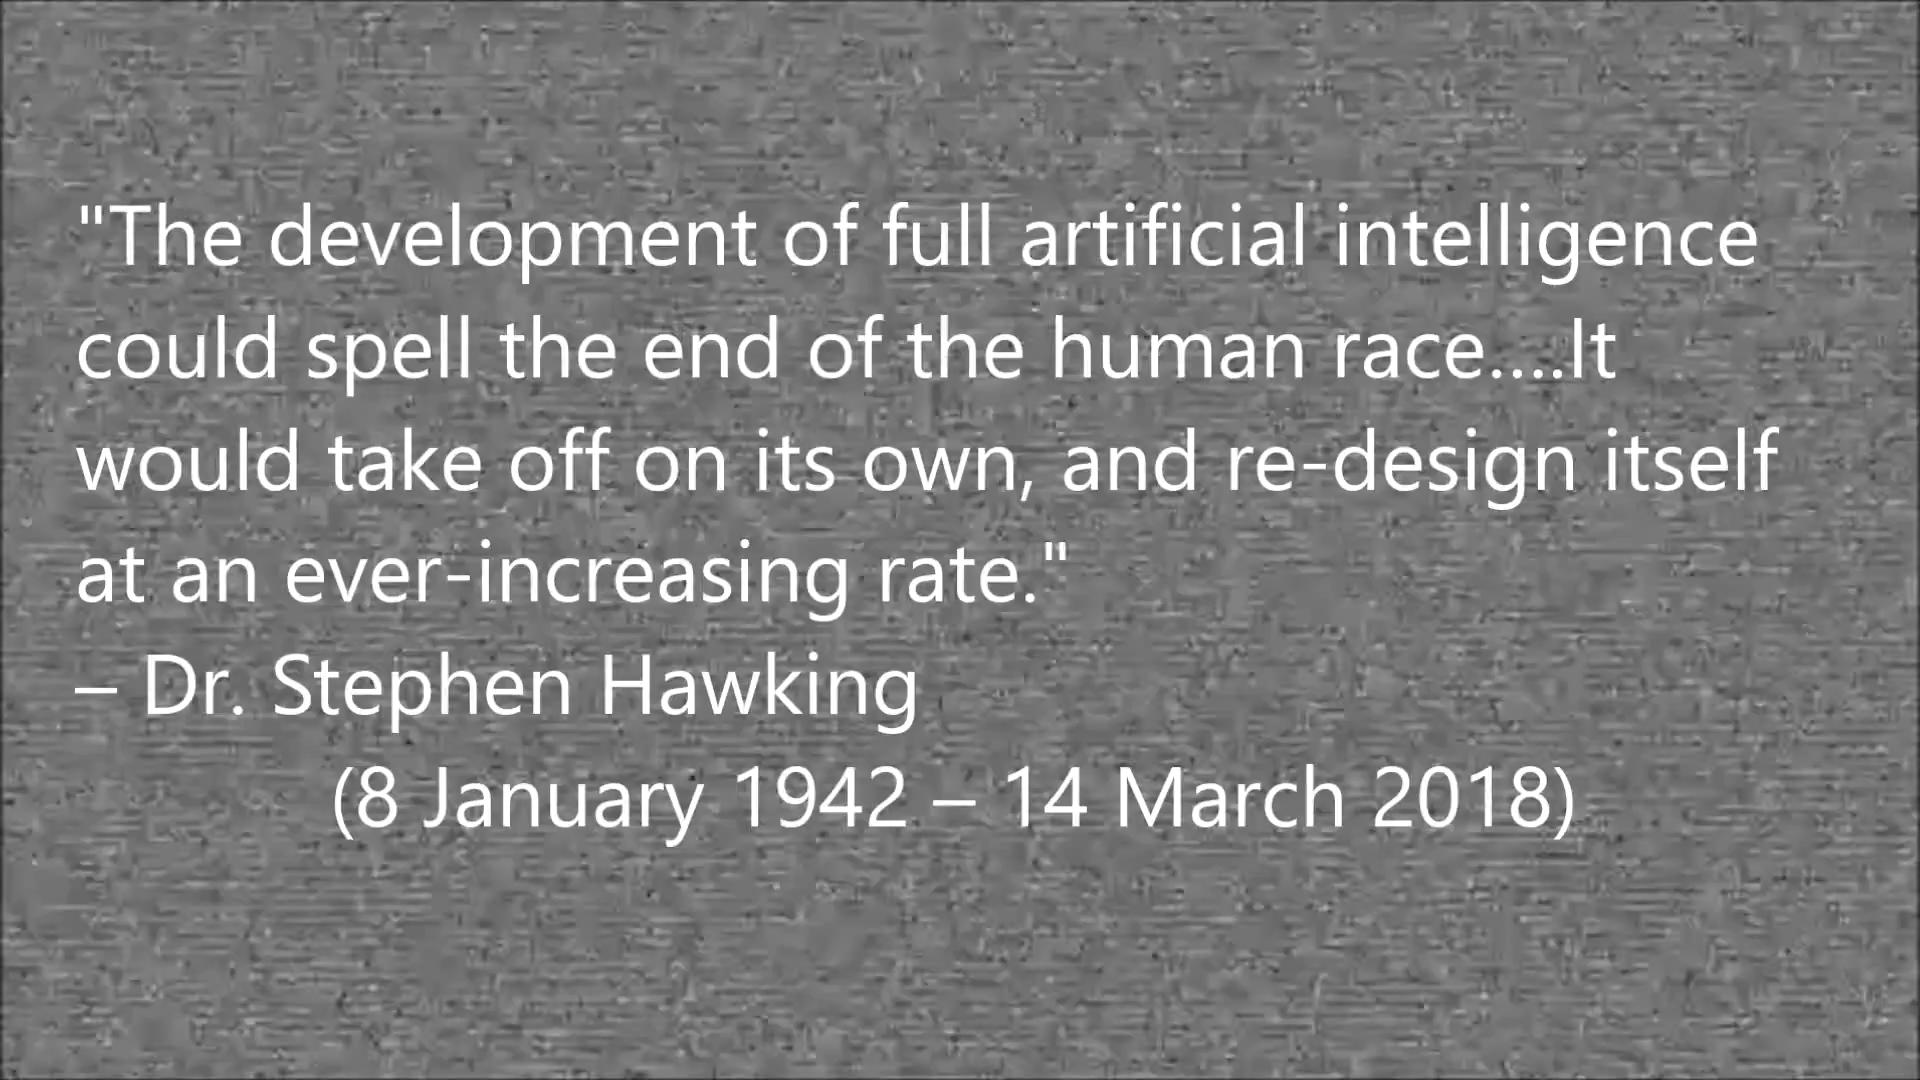 "The development of full artificial intelligence
could spell the end of the human race....It
would take off on its own, and re-design itself
at an ever-increasing rate."
– Dr. Stephen Hawking
(8 January 1942 – 14 March 2018)